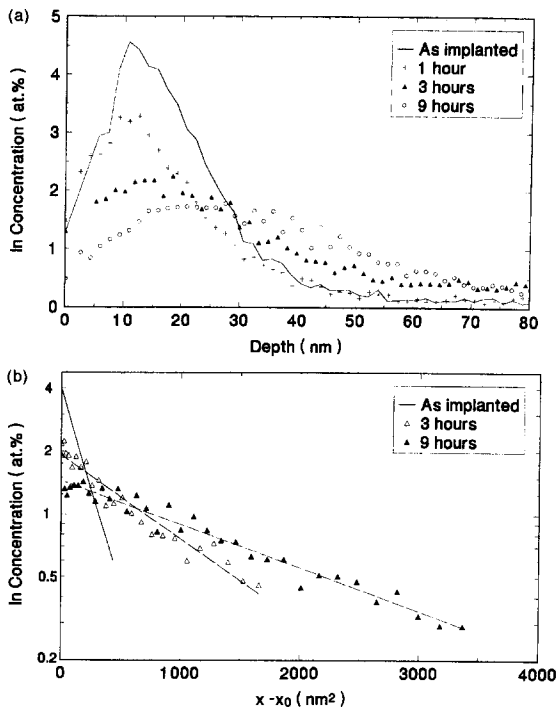 (a)
5
4
3
2
1
0
In Concentration ( at.% )
As implanted
1 hour
3 hours
9 hours
0 10 20 30 40 50 60 70 80
Depth ( nm )
(b)
4
2
1
0.5
0.2
In Concentration ( at.% )
As implanted
3 hours
9 hours
0 1000 2000 3000 4000
x -x₀ ( nm² )